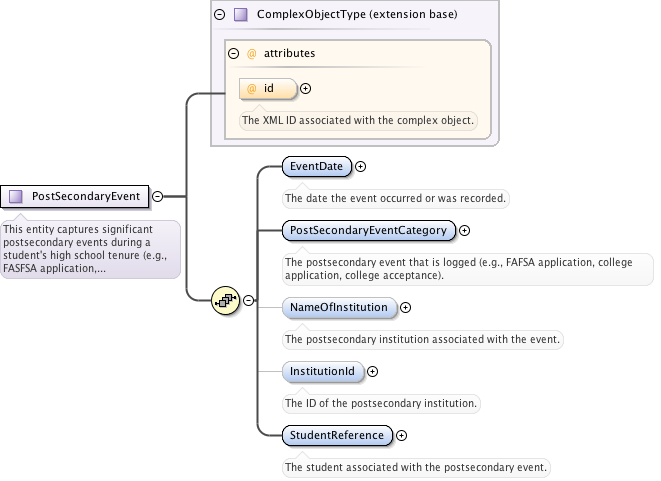 ComplexObjectType (extension base)
@ attributes
@ id
The XML ID associated with the complex object.
PostSecondaryEvent
This entity captures significant
postsecondary events during a
student's high school tenure (e.g.,
FASFSA application,...
EventDate
The date the event occurred or was recorded.
PostSecondaryEventCategory
The postsecondary event that is logged (e.g., FAFSA application, college
application, college acceptance).
NameOfInstitution
The postsecondary institution associated with the event.
InstitutionId
The ID of the postsecondary institution.
StudentReference
The student associated with the postsecondary event.